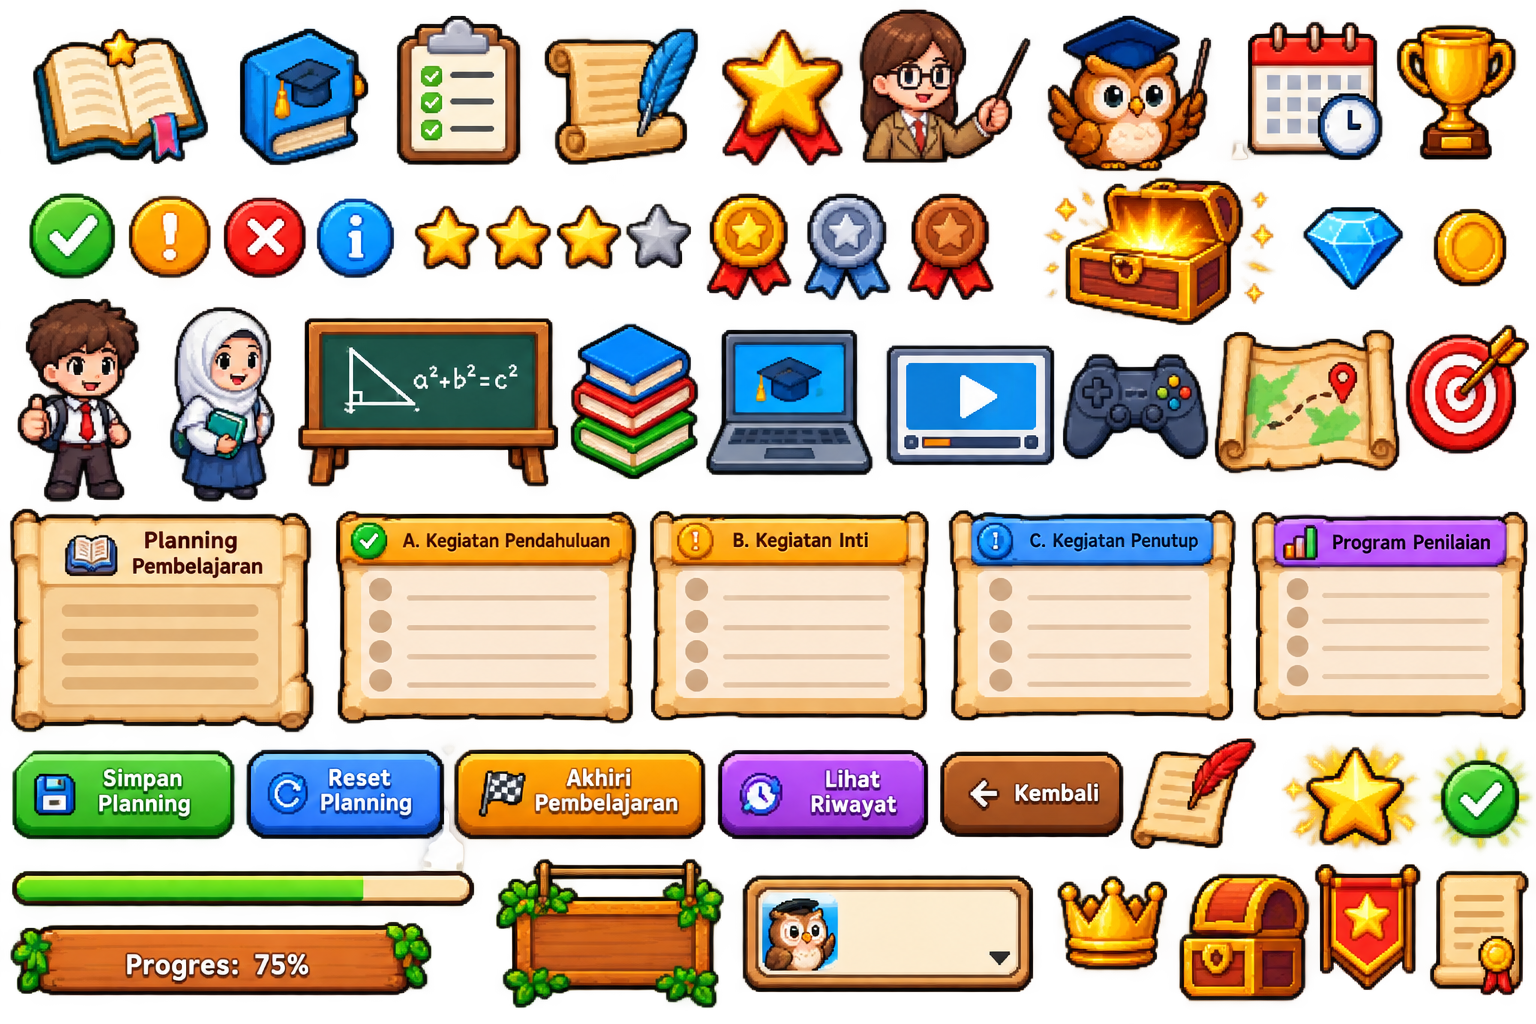 a²+b²=c²
Planning
Pembelajaran
A. Kegiatan Pendahuluan
B. Kegiatan Inti
C. Kegjatan Penutup
Program Penilaian
Simpan
Planning
Reset
Planning
Akhiri
Pembelajaran
Lihat
Riwayat
Kembali
Progres: 75%